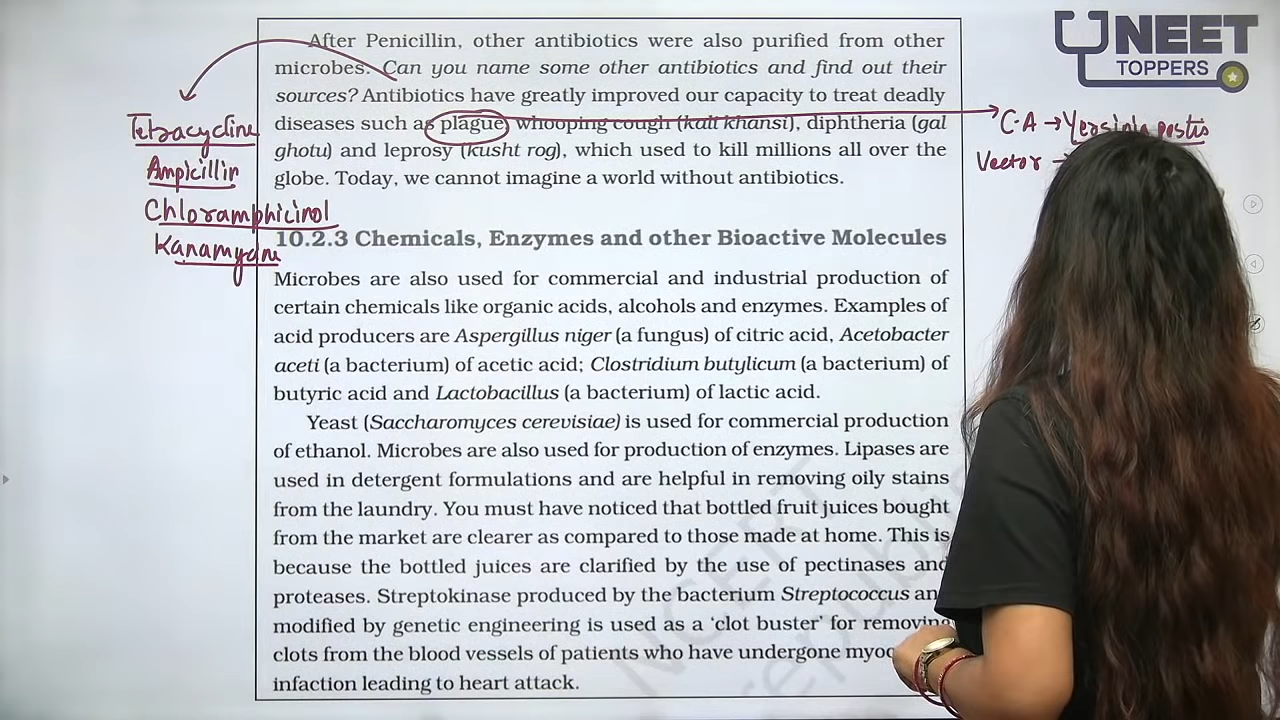 UNEET
TOPPERS
After Penicillin, other antibiotics were also purified from other
microbes. Can you name some other antibiotics and find out their
sources? Antibiotics have greatly improved our capacity to treat deadly
diseases such as plague, whooping cough (kali khansi), diphtheria (gal
ghotu) and leprosy (kusht rog), which used to kill millions all over the
globe. Today, we cannot imagine a world without antibiotics.
Tetracycline
Ampicillin
Chloramphicinol
Kanamycine
C·A → Yersinia pestis
Vector →
10.2.3 Chemicals, Enzymes and other Bioactive Molecules
Microbes are also used for commercial and industrial production of
certain chemicals like organic acids, alcohols and enzymes. Examples of
acid producers are Aspergillus niger (a fungus) of citric acid, Acetobacter
aceti (a bacterium) of acetic acid; Clostridium butylicum (a bacterium) of
butyric acid and Lactobacillus (a bacterium) of lactic acid.
Yeast (Saccharomyces cerevisiae) is used for commercial production
of ethanol. Microbes are also used for production of enzymes. Lipases are
used in detergent formulations and are helpful in removing oily stains
from the laundry. You must have noticed that bottled fruit juices bought
from the market are clearer as compared to those made at home. This is
because the bottled juices are clarified by the use of pectinases and
proteases. Streptokinase produced by the bacterium Streptococcus an
modified by genetic engineering is used as a ‘clot buster’ for removing
clots from the blood vessels of patients who have undergone myo
infaction leading to heart attack.
NCERT
republi